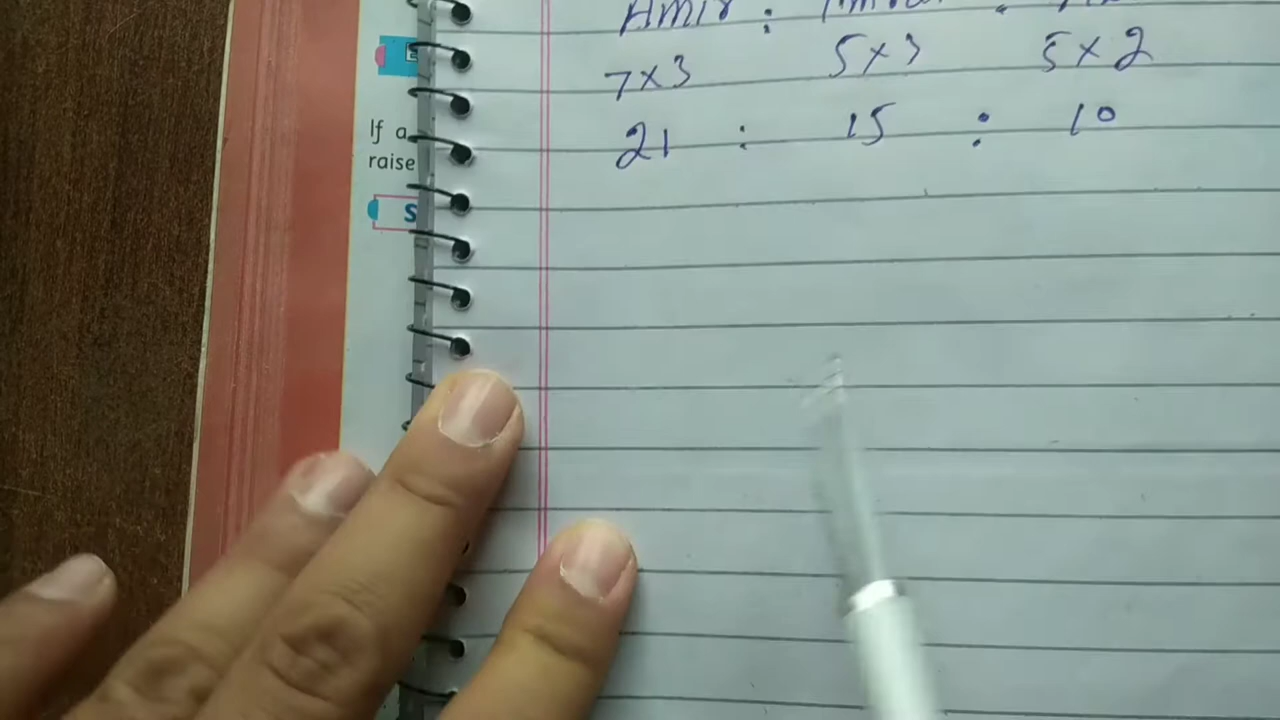 Amir :
7×3 5×3 5×2
21 : 15 : 10
If a
raise
S